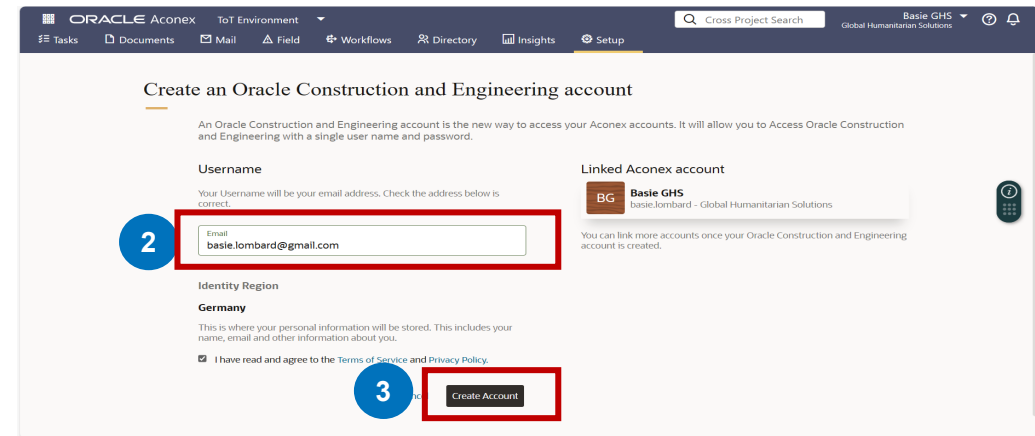 ORACLE Aconex ToT Environment Cross Project Search Basie GHS
Global Humanitarian Solutions
Tasks Documents Mail Field Workflows Directory Insights Setup
Create an Oracle Construction and Engineering account
An Oracle Construction and Engineering account is the new way to access your Aconex accounts. It will allow you to Access Oracle Construction
and Engineering with a single user name and password.
Username
Your Username will be your email address. Check the address below is
correct.
2
Email
basie.lombard@gmail.com
Linked Aconex account
BG
Basie GHS
basie.lombard - Global Humanitarian Solutions
You can link more accounts once your Oracle Construction and Engineering
account is created.
Identity Region
Germany
This is where your personal information will be stored. This includes your
name, email and other information about you.
I have read and agree to the Terms of Service and Privacy Policy.
3
Create Account